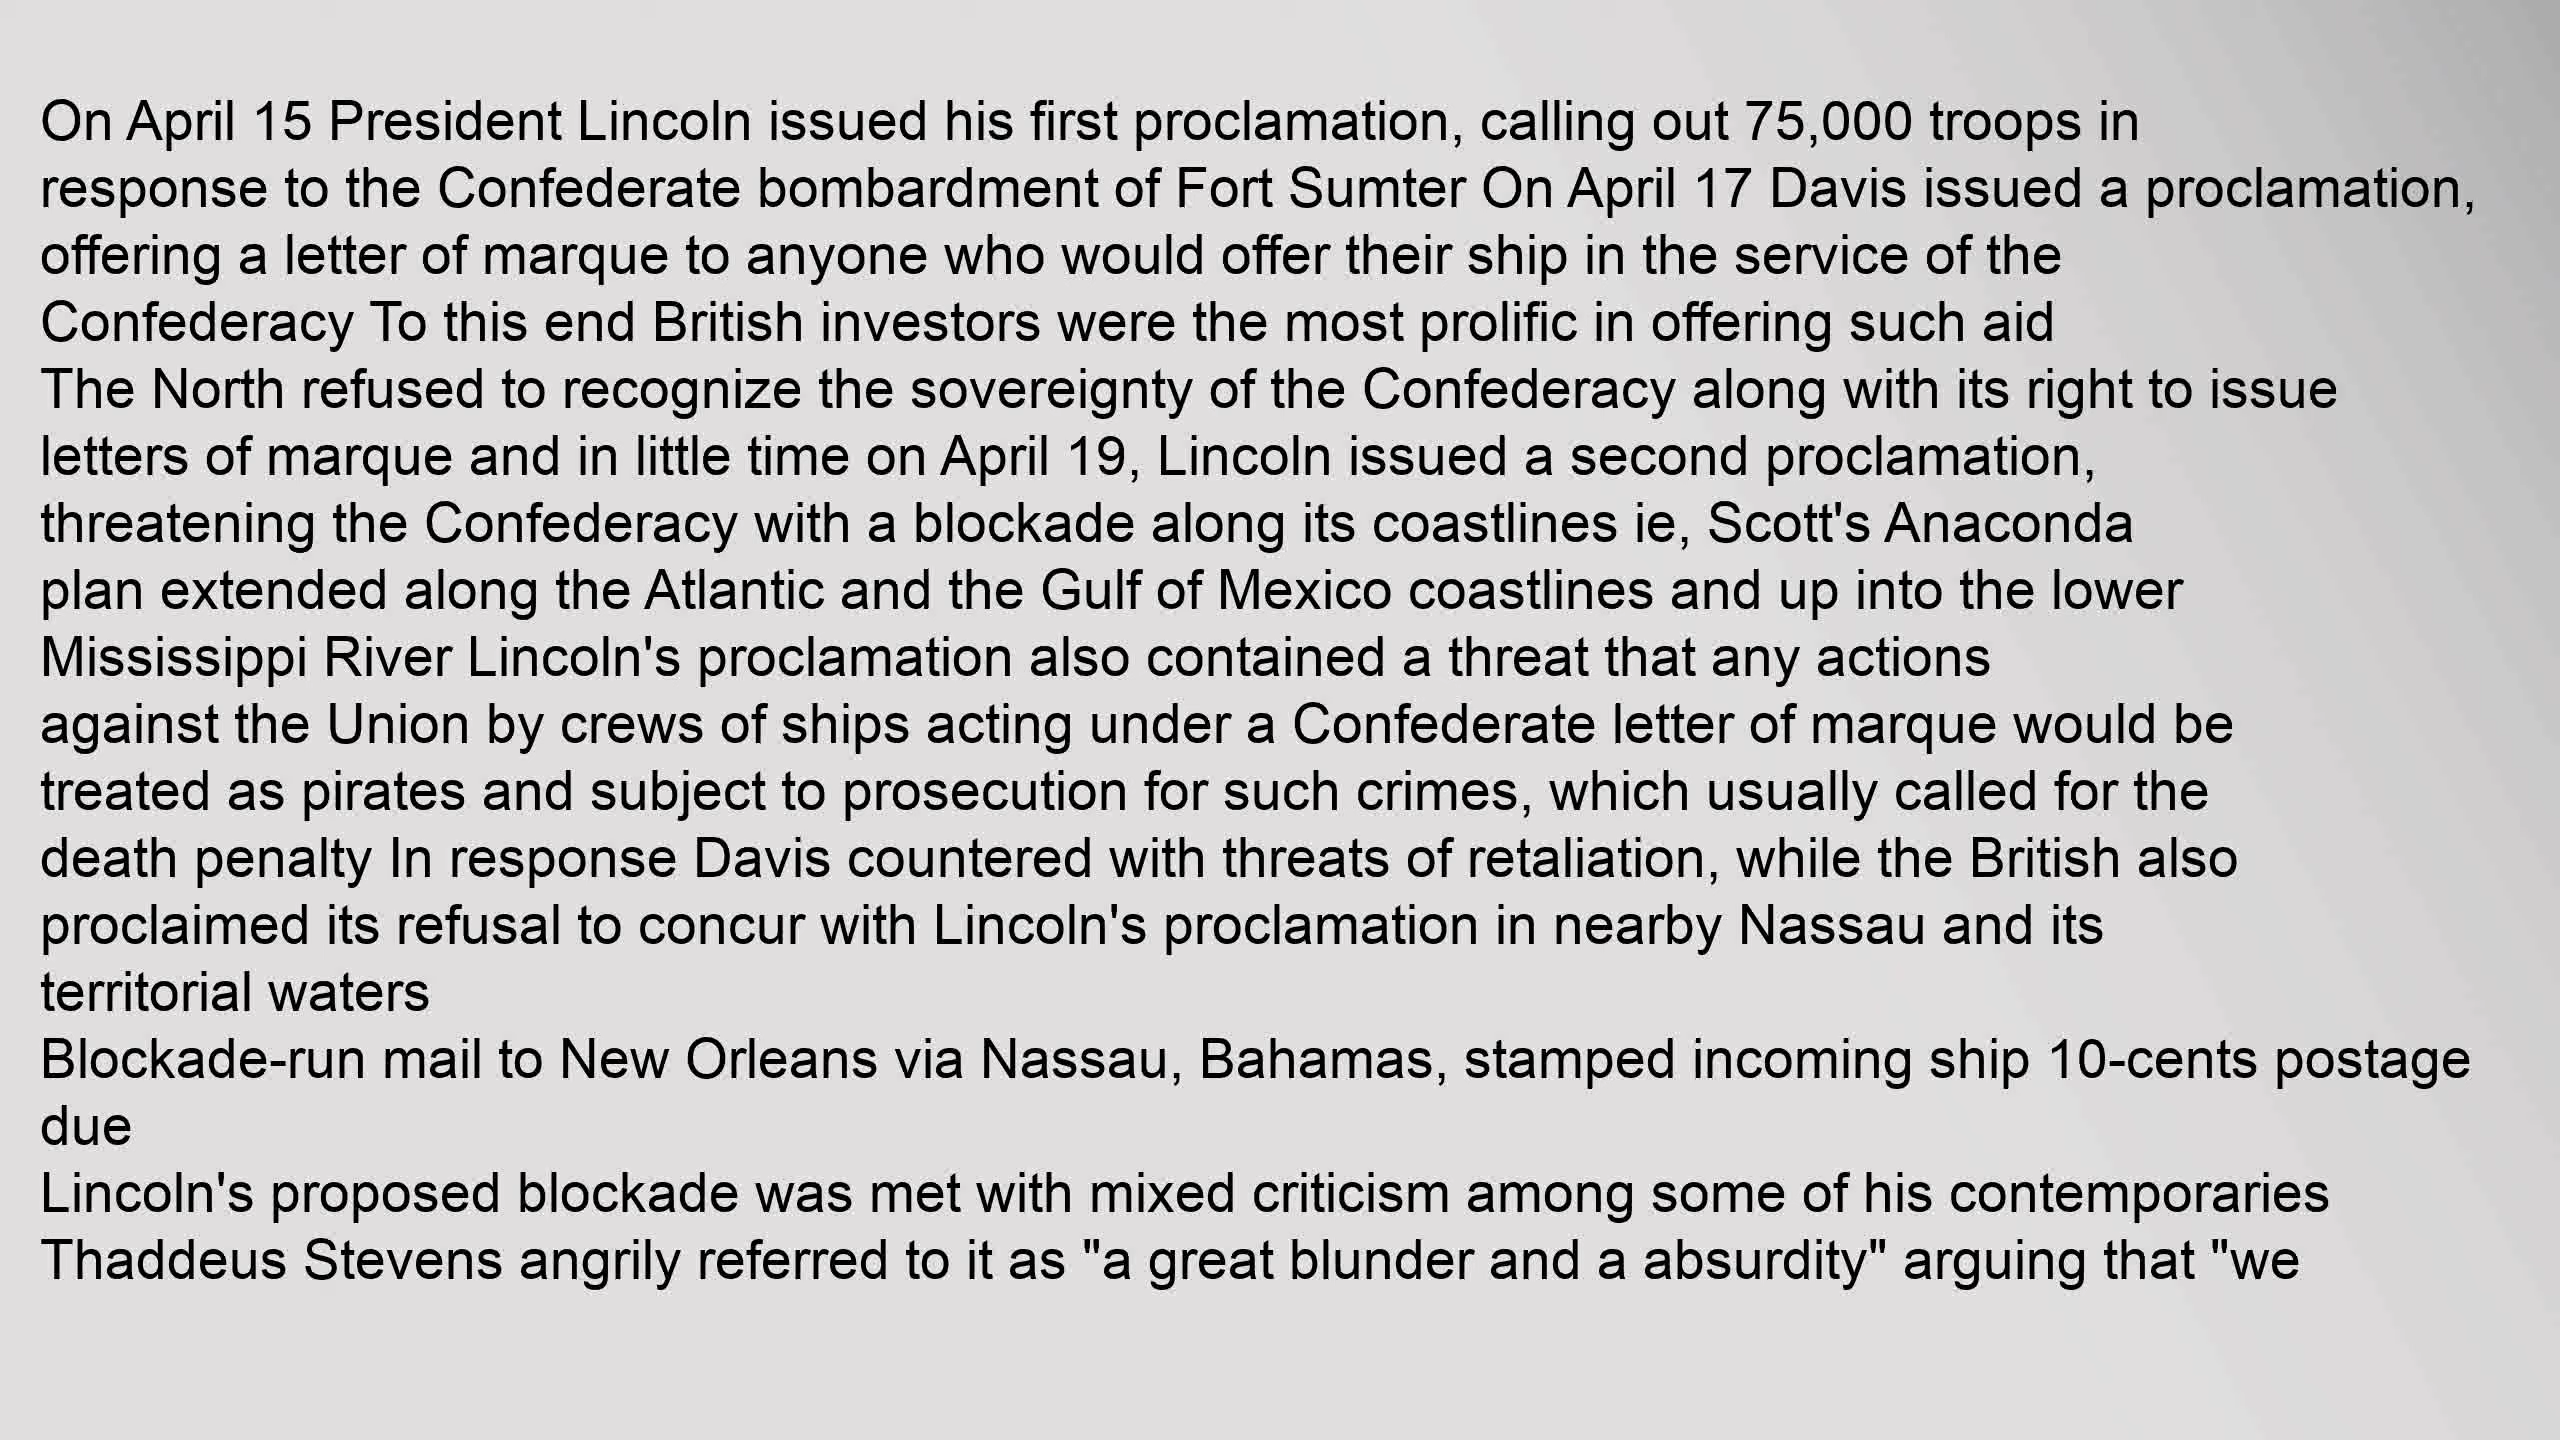 On April 15 President Lincoln issued his first proclamation, calling out 75,000 troops in
response to the Confederate bombardment of Fort Sumter On April 17 Davis issued a proclamation,
offering a letter of marque to anyone who would offer their ship in the service of the
Confederacy To this end British investors were the most prolific in offering such aid
The North refused to recognize the sovereignty of the Confederacy along with its right to issue
letters of marque and in little time on April 19, Lincoln issued a second proclamation,
threatening the Confederacy with a blockade along its coastlines ie, Scott's Anaconda
plan extended along the Atlantic and the Gulf of Mexico coastlines and up into the lower
Mississippi River Lincoln's proclamation also contained a threat that any actions
against the Union by crews of ships acting under a Confederate letter of marque would be
treated as pirates and subject to prosecution for such crimes, which usually called for the
death penalty In response Davis countered with threats of retaliation, while the British also
proclaimed its refusal to concur with Lincoln's proclamation in nearby Nassau and its
territorial waters
Blockade-run mail to New Orleans via Nassau, Bahamas, stamped incoming ship 10-cents postage
due
Lincoln's proposed blockade was met with mixed criticism among some of his contemporaries
Thaddeus Stevens angrily referred to it as "a great blunder and a absurdity" arguing that "we